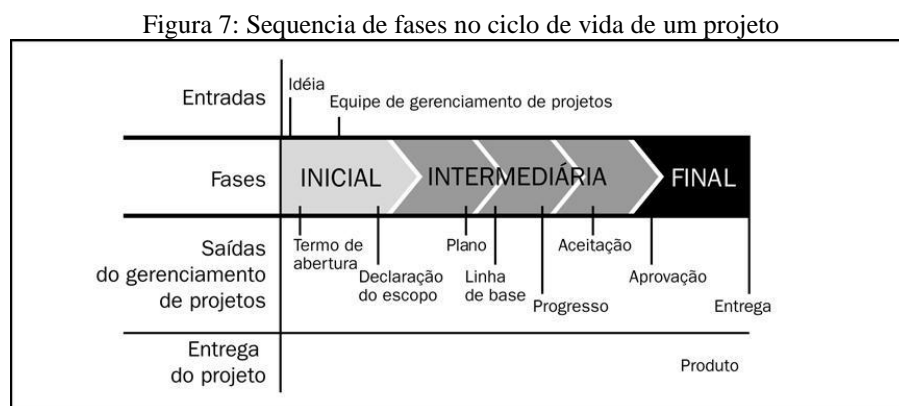 Figura 7: Sequencia de fases no ciclo de vida de um projeto
Entradas
Idéia
Equipe de gerenciamento de projetos
Fases
INICIAL
INTERMEDIÁRIA
FINAL
Saídas
do gerenciamento
de projetos
Termo de
abertura
Declaração
do escopo
Plano
Linha
de base
Progresso
Aceitação
Aprovação
Entrega
Entrega
do projeto
Produto